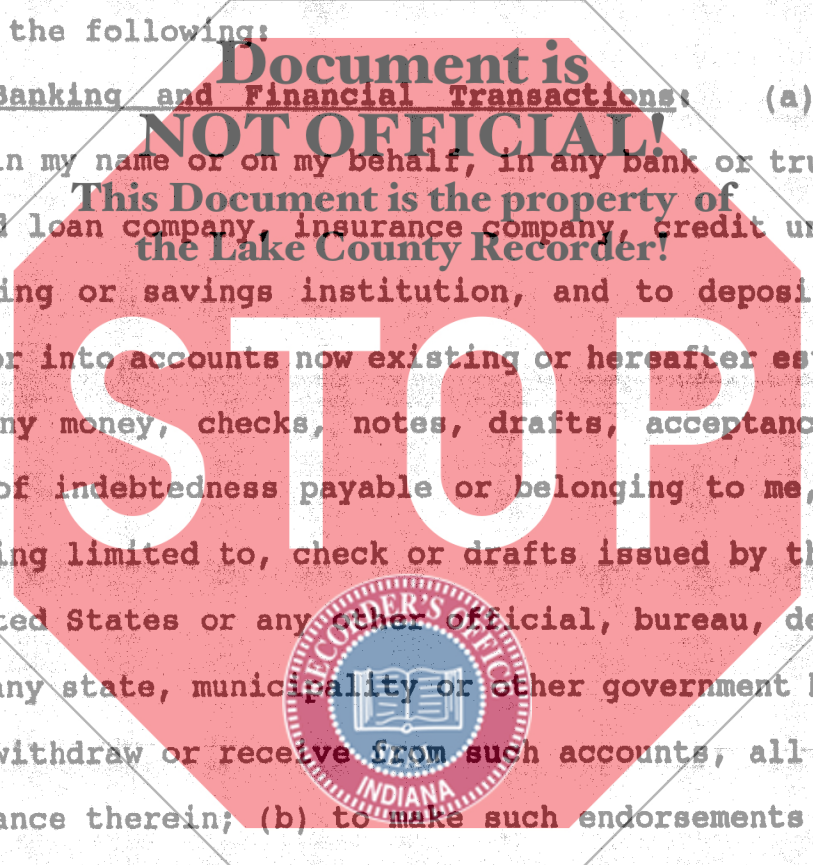 the following:
Document is
Banking and Financial Transactions: (a)
NOT OFFICIAL!
in my name or on my behalf, in any bank or tru
This Document is the property of
loan company, insurance company, credit un
the Lake County Recorder!
ing or savings institution, and to deposi
or into accounts now existing or hereafter es
ny money, checks, notes, drafts, acceptanc
STOP
of indebtedness payable or belonging to me,
ing limited to, check or drafts issued by th
ted States or any other official, bureau, de
RECORDER'S OFFICE
any state, municipality or other government
withdraw or receive from such accounts, all
INDIANA
ance therein; (b) to make such endorsements